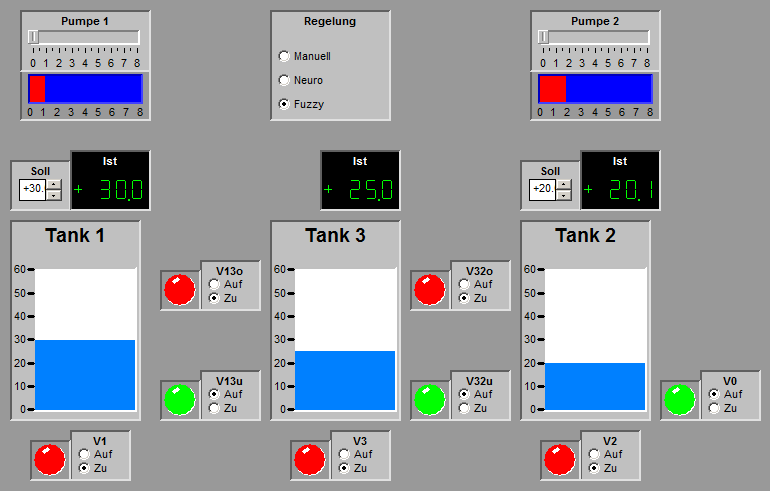 Pumpe 1
0 1 2 3 4 5 6 7 8
0 1 2 3 4 5 6 7 8
Regelung
Manuell
Neuro
Fuzzy
Pumpe 2
0 1 2 3 4 5 6 7 8
0 1 2 3 4 5 6 7 8
Soll
+30.
Ist
+ 30.0
Ist
+ 25.0
Soll
+20.
Ist
+ 20.1
Tank 1
60
50
40
30
20
10
0
V13o
Auf
Zu
V13u
Auf
Zu
Tank 3
60
50
40
30
20
10
0
V32o
Auf
Zu
V32u
Auf
Zu
Tank 2
60
50
40
30
20
10
0
V0
Auf
Zu
V1
Auf
Zu
V3
Auf
Zu
V2
Auf
Zu